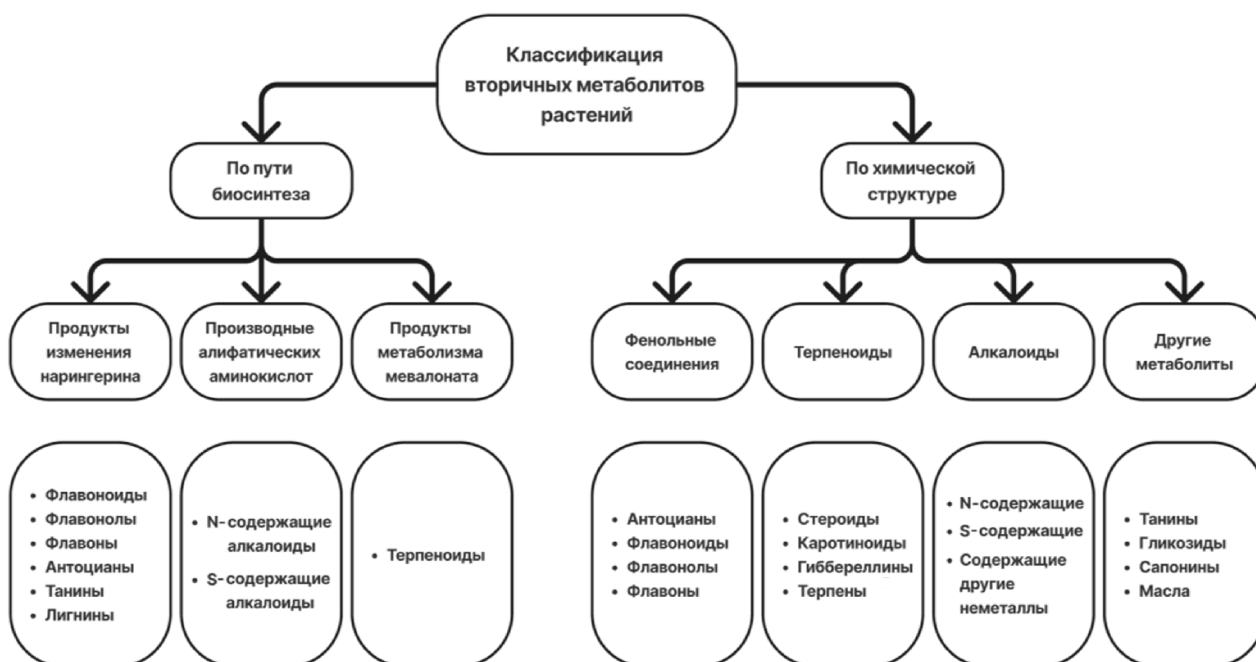 Классификация
вторичных метаболитов
растений
По пути
биосинтеза
По химической
структуре
Продукты
изменения
нарингерина
Производные
алифатических
аминокислот
Продукты
метаболизма
мевалоната
Фенольные
соединения
Терпеноиды
Алкалоиды
Другие
метаболиты
• Флавоноиды
• Флавонолы
• Флавоны
• Антоцианы
• Танины
• Лигнины
• N-содержащие
алкалоиды
• S-содержащие
алкалоиды
• Терпеноиды
• Антоцианы
• Флавоноиды
• Флавонолы
• Флавоны
• Стероиды
• Каротиноиды
• Гиббереллины
• Терпены
• N-содержащие
• S-содержащие
• Содержащие
другие
неметаллы
• Танины
• Гликозиды
• Сапонины
• Масла